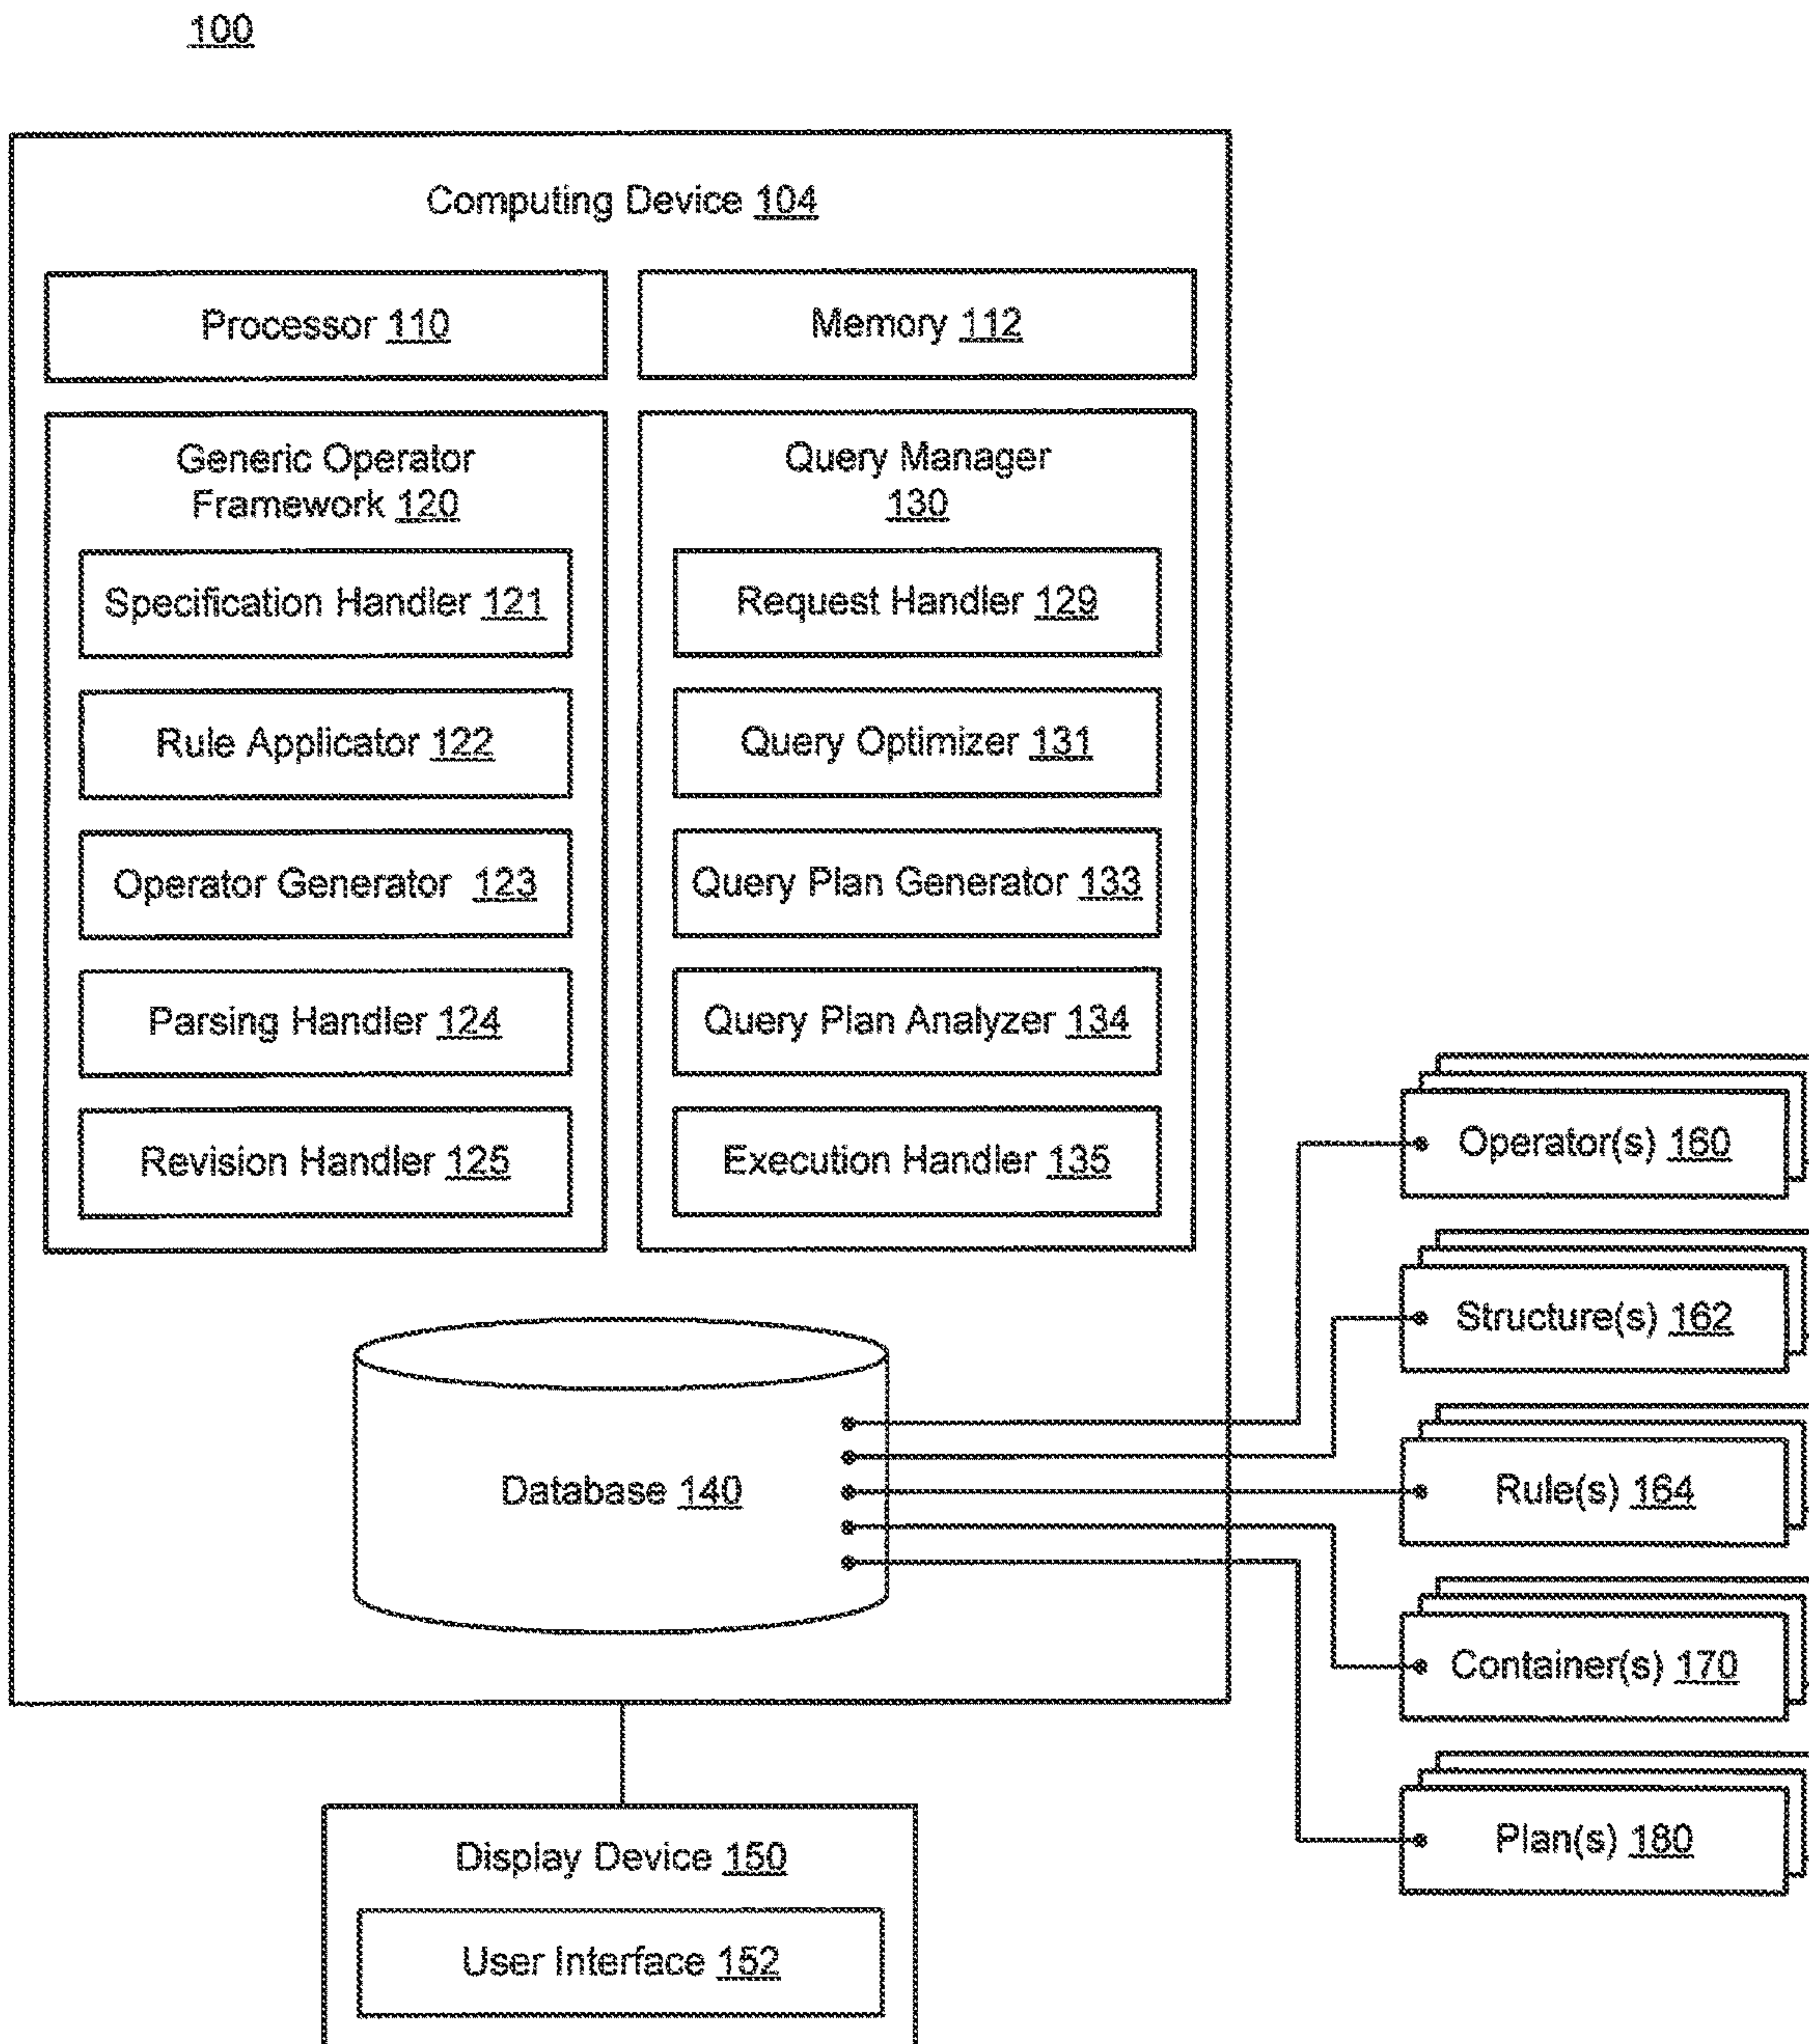 100
Computing Device 104
Processor 110
Memory 112
Generic Operator
Framework 120
Specification Handler 121
Rule Applicator 122
Operator Generator 123
Parsing Handler 124
Revision Handler 125
Query Manager
130
Request Handler 129
Query Optimizer 131
Query Plan Generator 133
Query Plan Analyzer 134
Execution Handler 135
Database 140
Operator(s) 160
Structure(s) 162
Rule(s) 164
Container(s) 170
Plan(s) 180
Display Device 150
User Interface 152